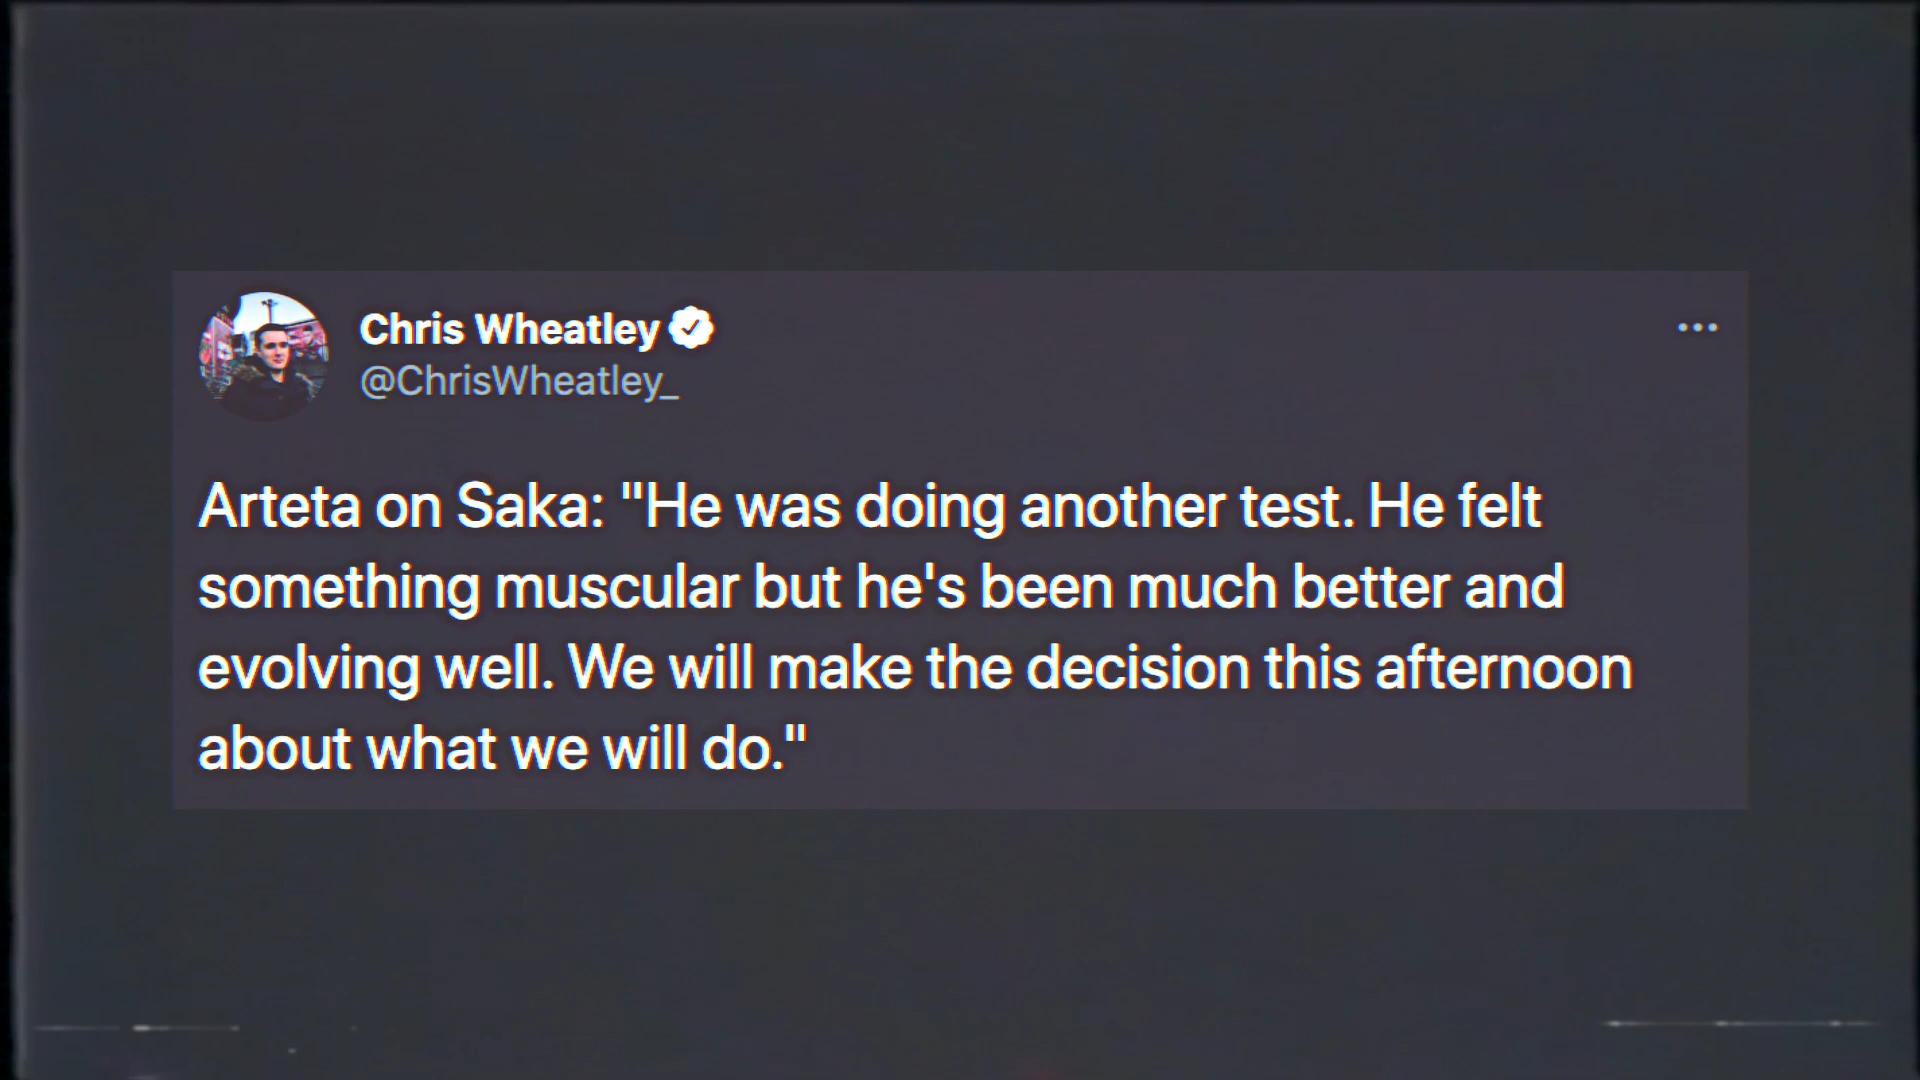 Chris Wheatley
@ChrisWheatley_
Arteta on Saka: "He was doing another test. He felt
something muscular but he's been much better and
evolving well. We will make the decision this afternoon
about what we will do."